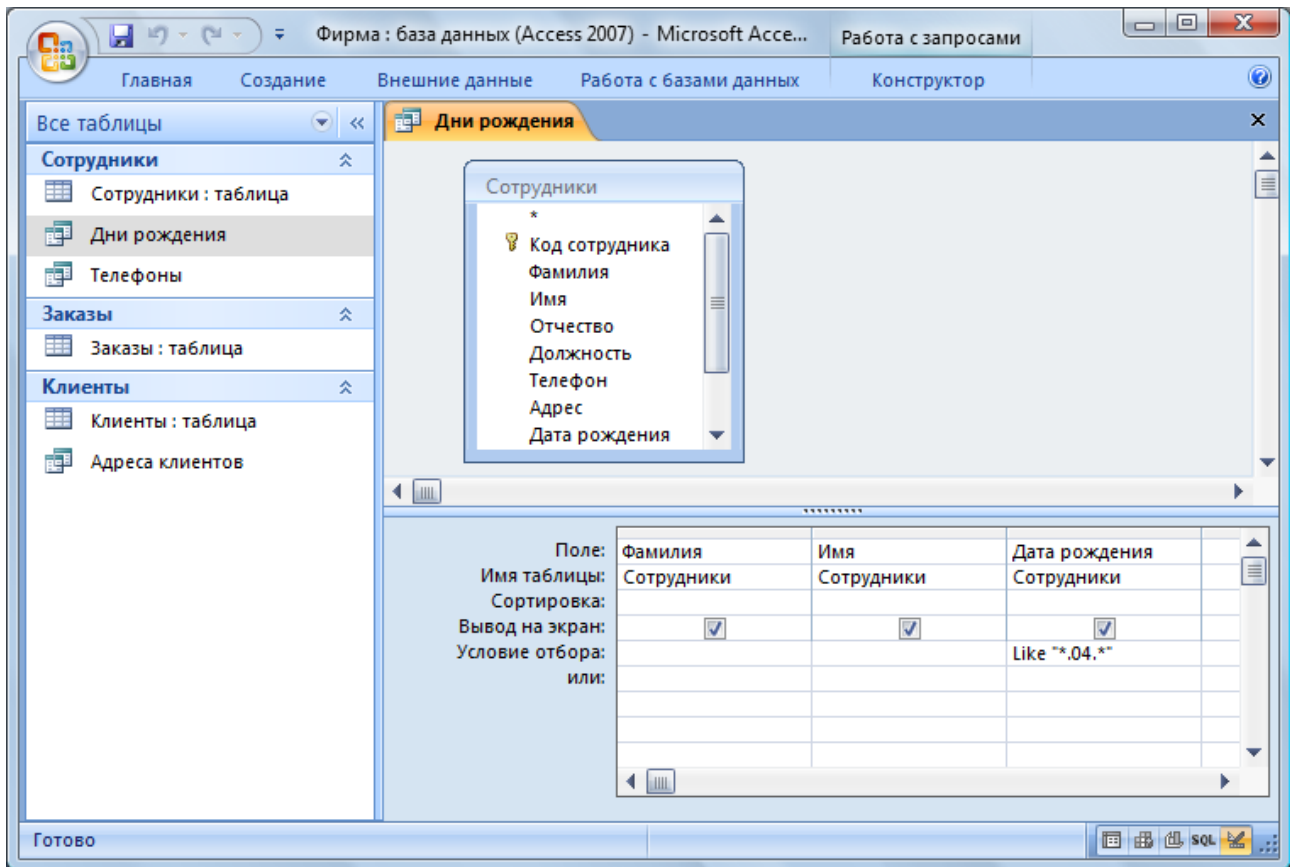 Фирма : база данных (Access 2007) - Microsoft Acce...
Работа с запросами
Главная Создание Внешние данные Работа с базами данных Конструктор
Все таблицы
Сотрудники
Сотрудники : таблица
Дни рождения
Телефоны
Заказы
Заказы : таблица
Клиенты
Клиенты : таблица
Адреса клиентов
Дни рождения
Сотрудники
*
Код сотрудника
Фамилия
Имя
Отчество
Должность
Телефон
Адрес
Дата рождения
Поле: Фамилия Имя Дата рождения
Имя таблицы: Сотрудники Сотрудники Сотрудники
Сортировка:
Вывод на экран:
Условие отбора: Like "*.04.*"
или:
Готово
SQL